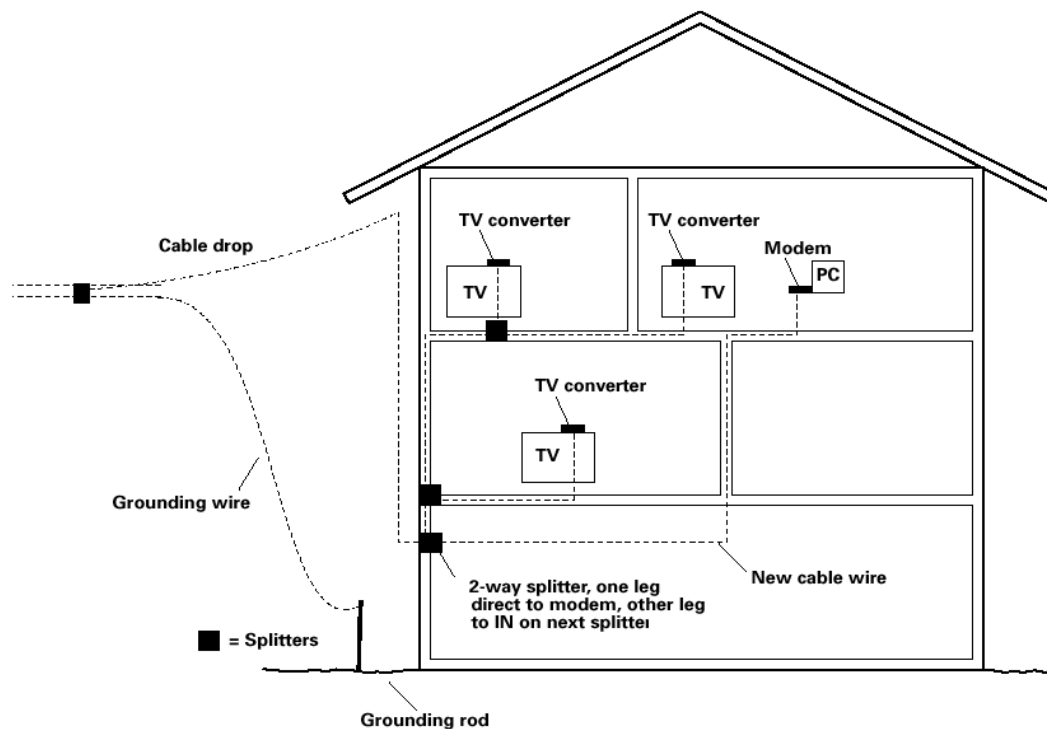 TV converter
TV converter
Cable drop
Modem
PC
TV
TV
TV converter
TV
Grounding wire
New cable wire
2-way splitter, one leg
direct to modem, other leg
to IN on next splitter
= Splitters
Grounding rod